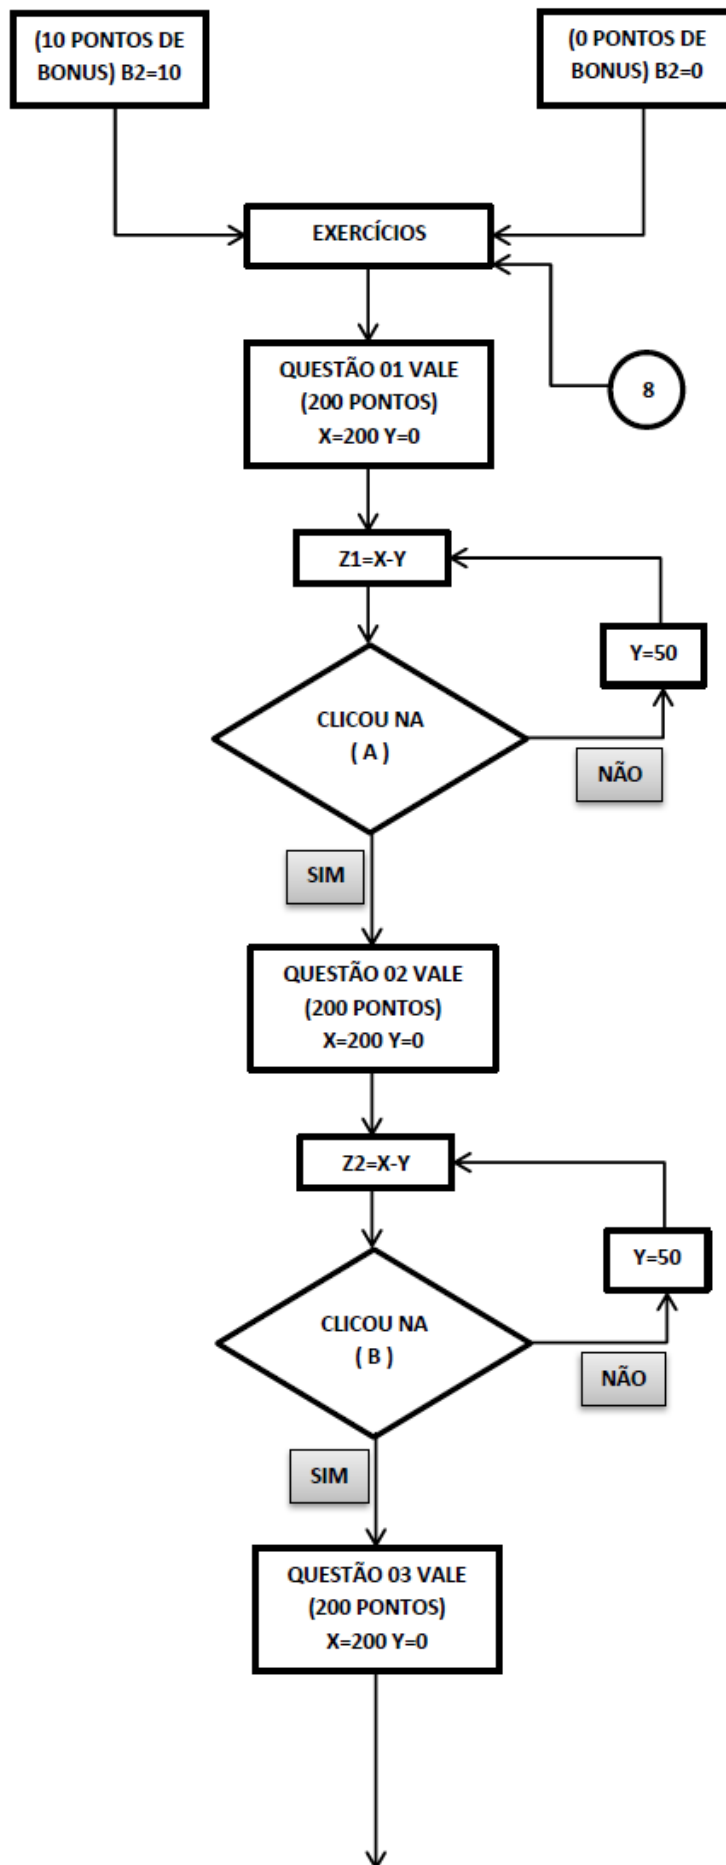 (10 PONTOS DE
BONUS) B2=10
(0 PONTOS DE
BONUS) B2=0
EXERCÍCIOS
QUESTÃO 01 VALE
(200 PONTOS)
X=200 Y=0
8
Z1=X-Y
Y=50
CLICOU NA
( A )
NÃO
SIM
QUESTÃO 02 VALE
(200 PONTOS)
X=200 Y=0
Z2=X-Y
Y=50
CLICOU NA
( B )
NÃO
SIM
QUESTÃO 03 VALE
(200 PONTOS)
X=200 Y=0